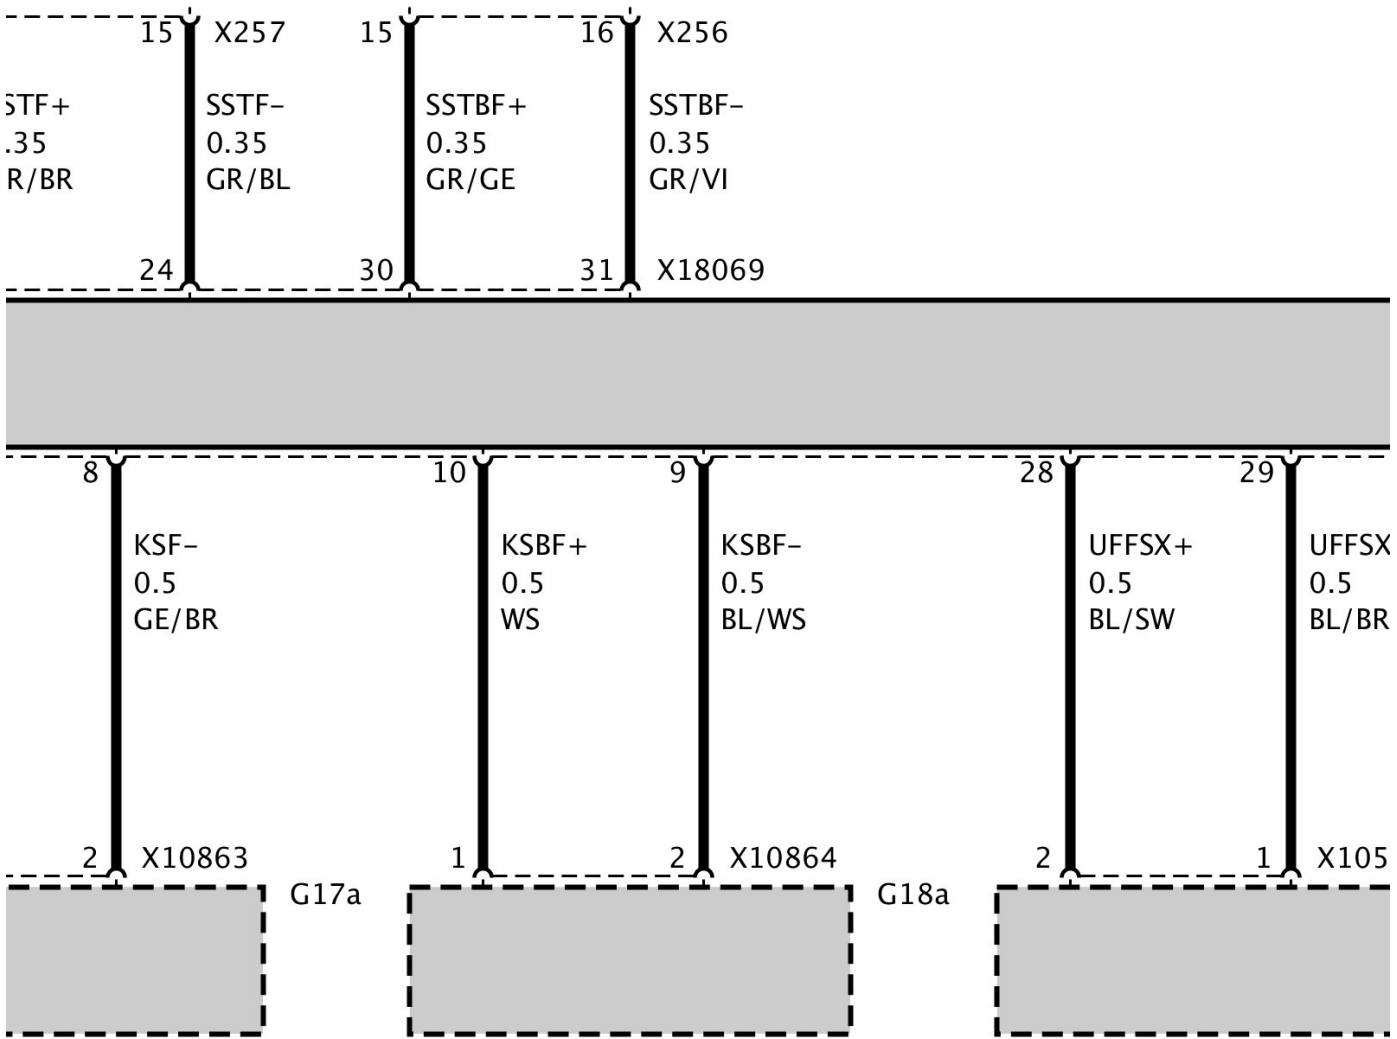 15 X257 15 16 X256
STF+ SSTF- SSTBF+ SSTBF-
.35 0.35 0.35 0.35
R/BR GR/BL GR/GE GR/VI
24 30 31 X18069
8 10 9 28 29
KSF- KSBF+ KSBF- UFFSX+ UFFSX
0.5 0.5 0.5 0.5 0.5
GE/BR WS BL/WS BL/SW BL/BR
2 X10863 1 2 X10864 2 1 X105
G17a G18a